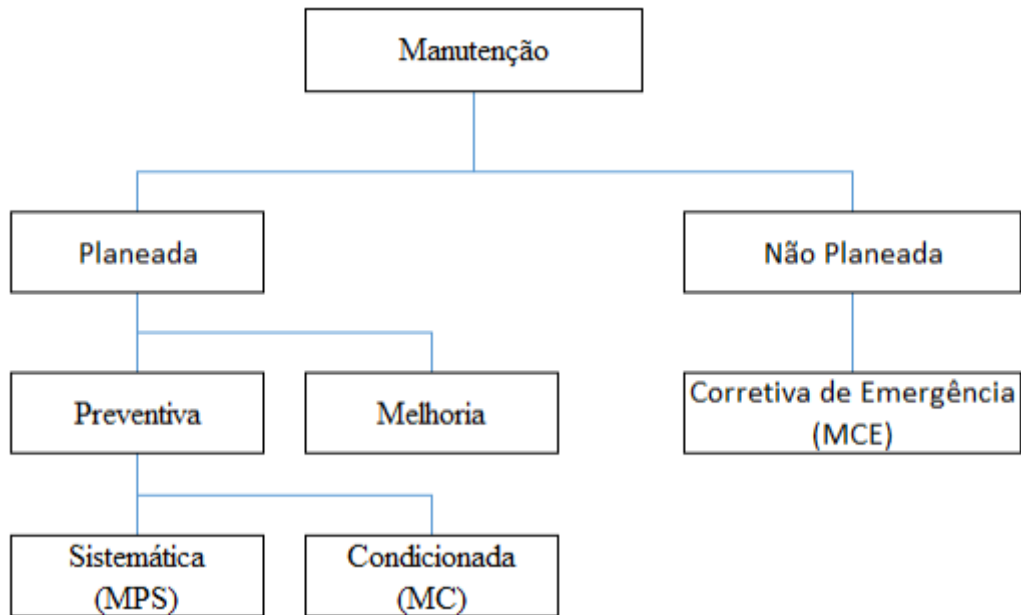 Manutenção
Planeada
Não Planeada
Preventiva
Melhoria
Corretiva de Emergência
(MCE)
Sistemática
(MPS)
Condicionada
(MC)